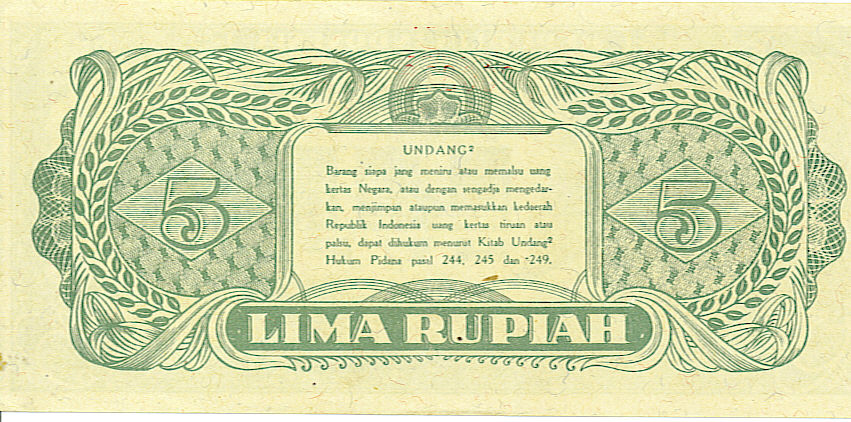 UNDANG²
Barang siapa jang meniru atau memalsu uang
kertas Negara, atau dengan sengadja mengedar-
kan, menjimpan ataupun memasukkan kedaerah
Republik Indonesia uang kertas tiruan atau
palsu, dapat dihukum menurut Kitab Undang²
Hukum Pidana pasal 244, 245 dan 249.
5 5
LIMA RUPIAH